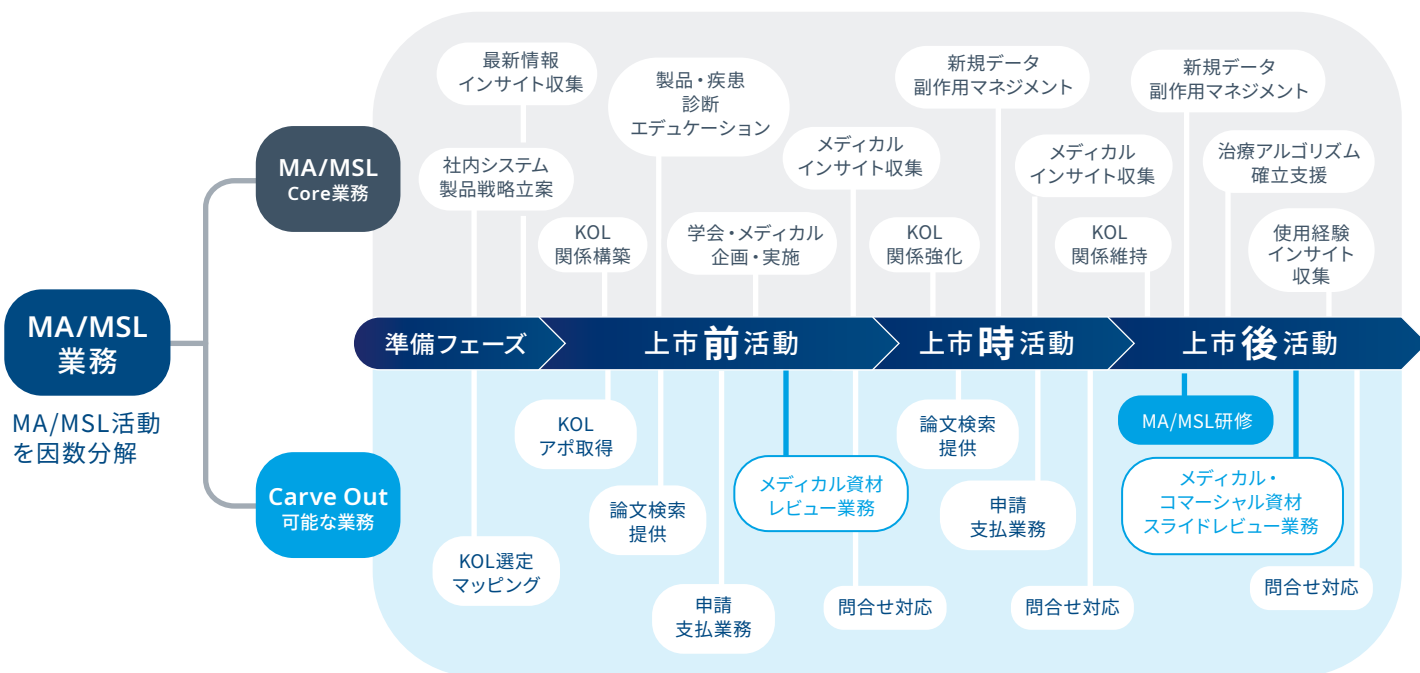 MA/MSL
業務
MA/MSL活動
を因数分解
MA/MSL
Core業務
最新情報
インサイト収集
社内システム
製品戦略立案
KOL
関係構築
製品・疾患
診断
エデュケーション
学会・メディカル
企画・実施
メディカル
インサイト収集
KOL
関係強化
新規データ
副作用マネジメント
メディカル
インサイト収集
KOL
関係維持
新規データ
副作用マネジメント
治療アルゴリズム
確立支援
使用経験
インサイト
収集
準備フェーズ
上市前活動
上市時活動
上市後活動
Carve Out
可能な業務
KOL選定
マッピング
KOL
アポ取得
論文検索
提供
申請
支払業務
メディカル資材
レビュー業務
問合せ対応
論文検索
提供
申請
支払業務
問合せ対応
MA/MSL研修
メディカル・
コマーシャル資材
スライドレビュー業務
問合せ対応